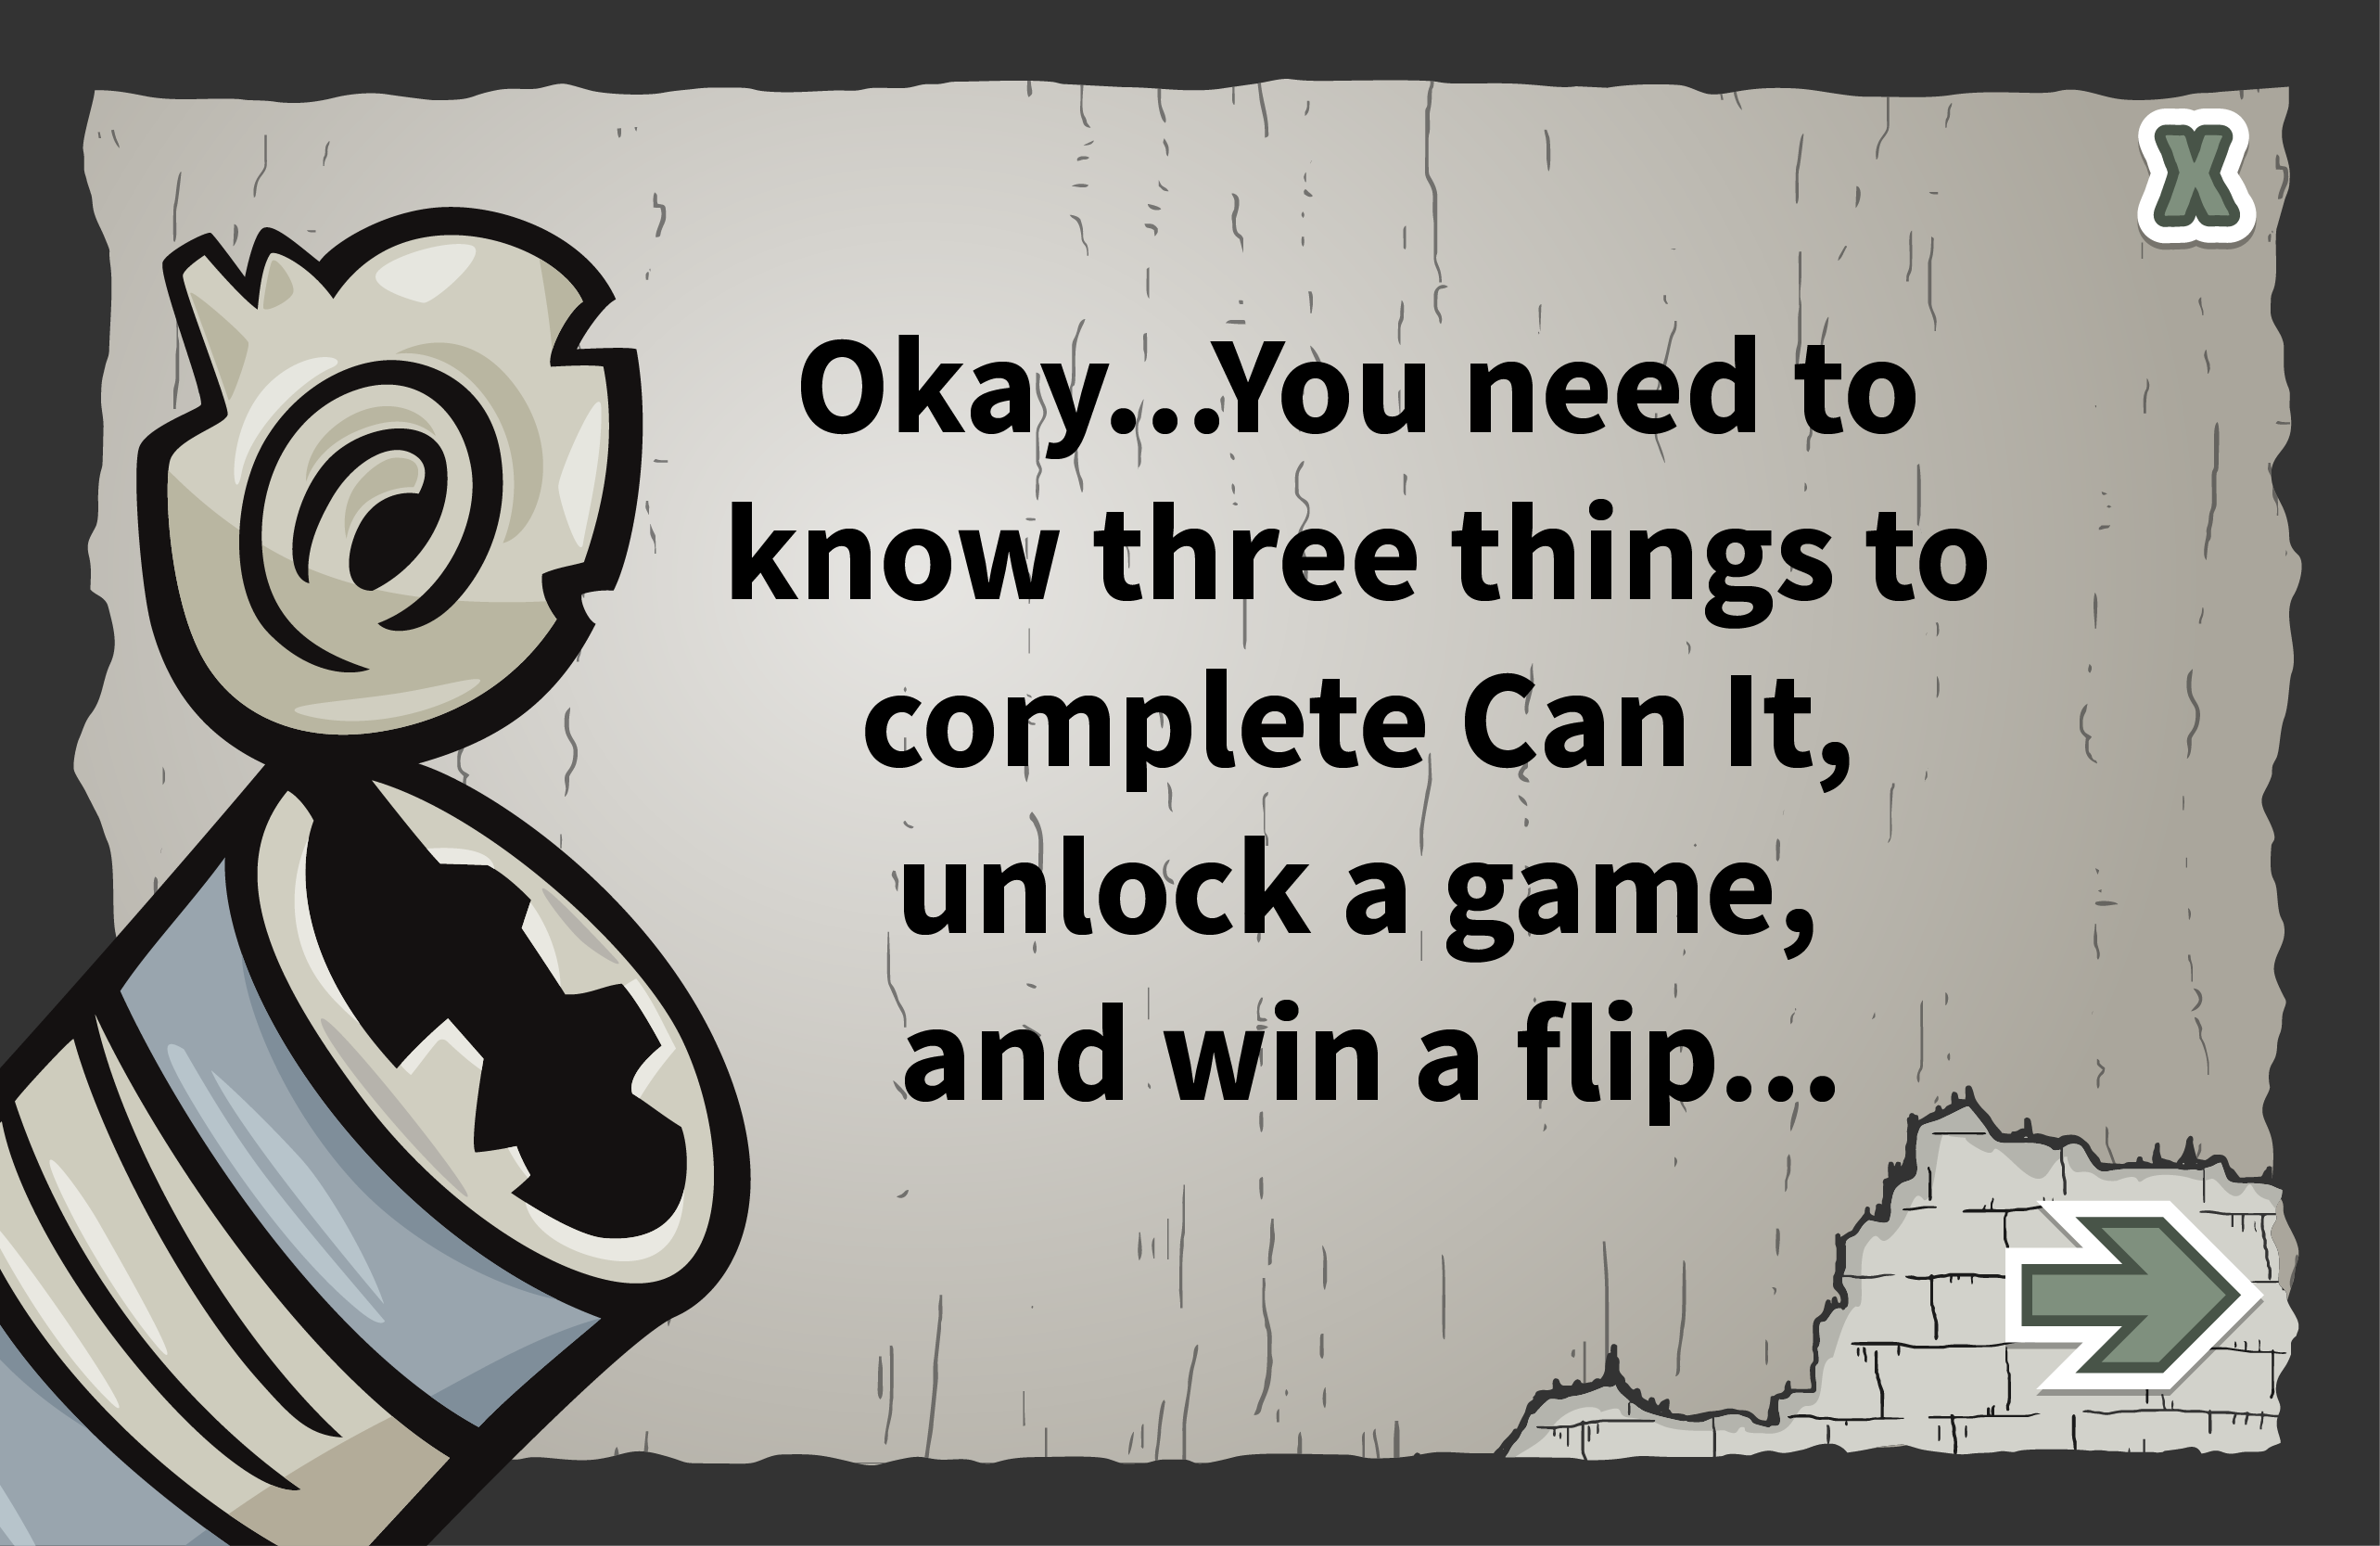 X
Okay...You need to
know three things to
complete Can It,
unlock a game,
and win a flip...